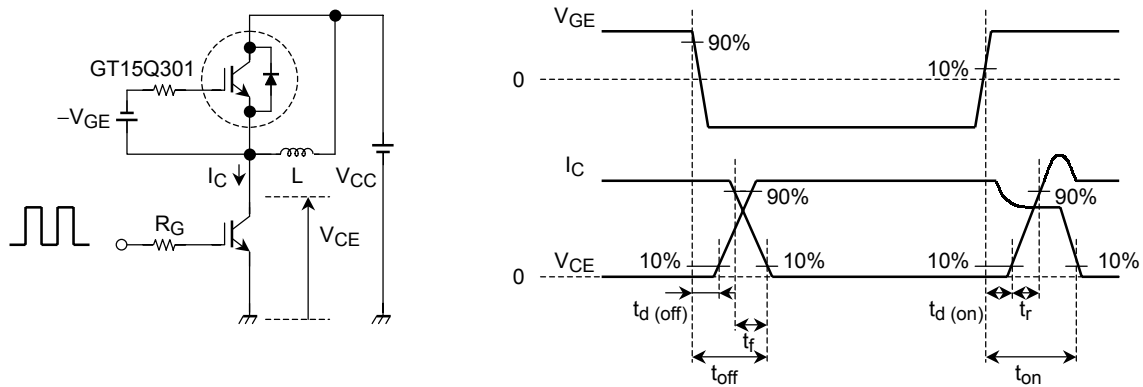 GT15Q301
−VGE
IC
L
VCC
RG
VCE
VGE
90%
10%
0
IC
90%
VCE
0
10%
10%
10%
90%
10%
td (off)
tf
toff
td (on)
tr
ton